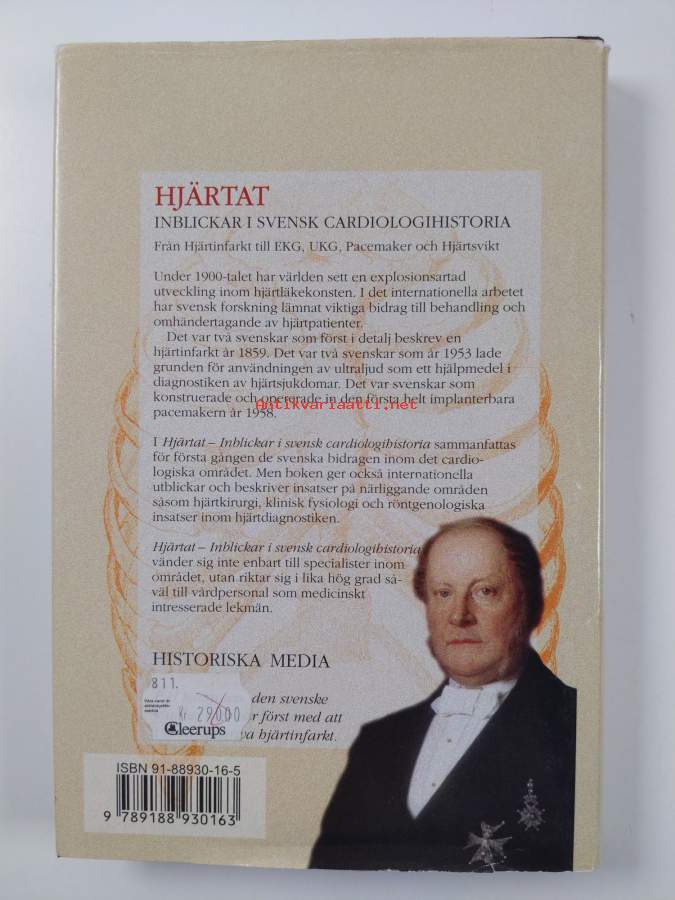 HJÄRTAT
INBLICKAR I SVENSK CARDIOLOGIHISTORIA
Från Hjärtinfarkt till EKG, UKG, Pacemaker och Hjärtsvikt
Under 1900-talet har världen sett en explosionsartad
utveckling inom hjärtläkekonsten. I det internationella arbetet
har svensk forskning lämnat viktiga bidrag till behandling och
omhändertagande av hjärtpatienter.
Det var två svenskar som först i detalj beskrev en
hjärtinfarkt år 1859. Det var två svenskar som år 1953 lade
grunden för användningen av ultraljud som ett hjälpmedel i
diagnostiken av hjärtsjukdomar. Det var svenskar som
konstruerade och opererade in den första helt implanterbara
Antikvariaatti.net
pacemakern år 1958.
I Hjärtat – Inblickar i svensk cardiologihistoria sammanfattas
för första gången de svenska bidragen inom det cardio-
logiska området. Men boken ger också internationella
utblickar och beskriver insatser på närliggande områden
såsom hjärtkirurgi, klinisk fysiologi och röntgenologiska
insatser inom hjärtdiagnostiken.
Hjärtat – Inblickar i svensk cardiologihistoria
vänder sig inte enbart till specialister inom
området, utan riktar sig i lika hög grad så-
väl till vårdpersonal som medicinskt
intresserade lekmän.
HISTORISKA MEDIA
811.
den svenske
Kr 29000
r först med att
Gleerups
va hjärtinfarkt.
ISBN 91-88930-16-5
9 789188 930163